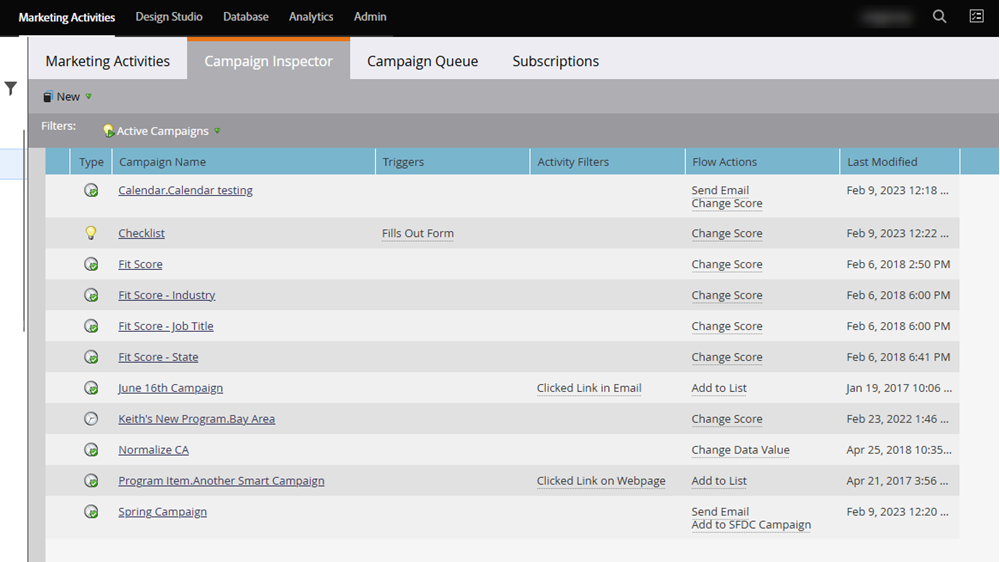 Marketing Activities Design Studio Database Analytics Admin
Marketing Activities Campaign Inspector Campaign Queue Subscriptions
New
Filters: Active Campaigns
Type Campaign Name Triggers Activity Filters Flow Actions Last Modified
Calendar.Calendar testing Send Email Feb 9, 2023 12:18 ...
Change Score
Checklist Fills Out Form Change Score Feb 9, 2023 12:22 ...
Fit Score Change Score Feb 6, 2018 2:50 PM
Fit Score - Industry Change Score Feb 6, 2018 6:00 PM
Fit Score - Job Title Change Score Feb 6, 2018 6:00 PM
Fit Score - State Change Score Feb 6, 2018 6:41 PM
June 16th Campaign Clicked Link in Email Add to List Jan 19, 2017 10:06 ...
Keith's New Program.Bay Area Change Score Feb 23, 2022 1:46 ...
Normalize CA Change Data Value Apr 25, 2018 10:35...
Program Item.Another Smart Campaign Clicked Link on Webpage Add to List Apr 21, 2017 3:56 ...
Spring Campaign Send Email Feb 9, 2023 12:20 ...
Add to SFDC Campaign